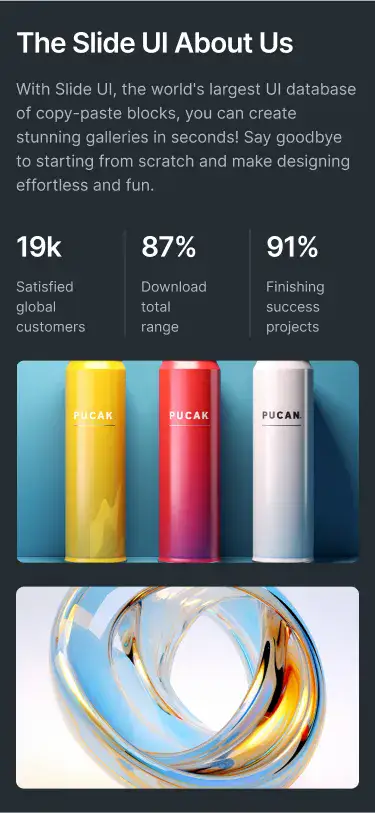 The Slide UI About Us
With Slide UI, the world's largest UI database
of copy-paste blocks, you can create
stunning galleries in seconds! Say goodbye
to starting from scratch and make designing
effortless and fun.
19k
87%
91%
Satisfied
global
customers
Download
total
range
Finishing
success
projects
PUCAK
PUCAK
PUCAN.